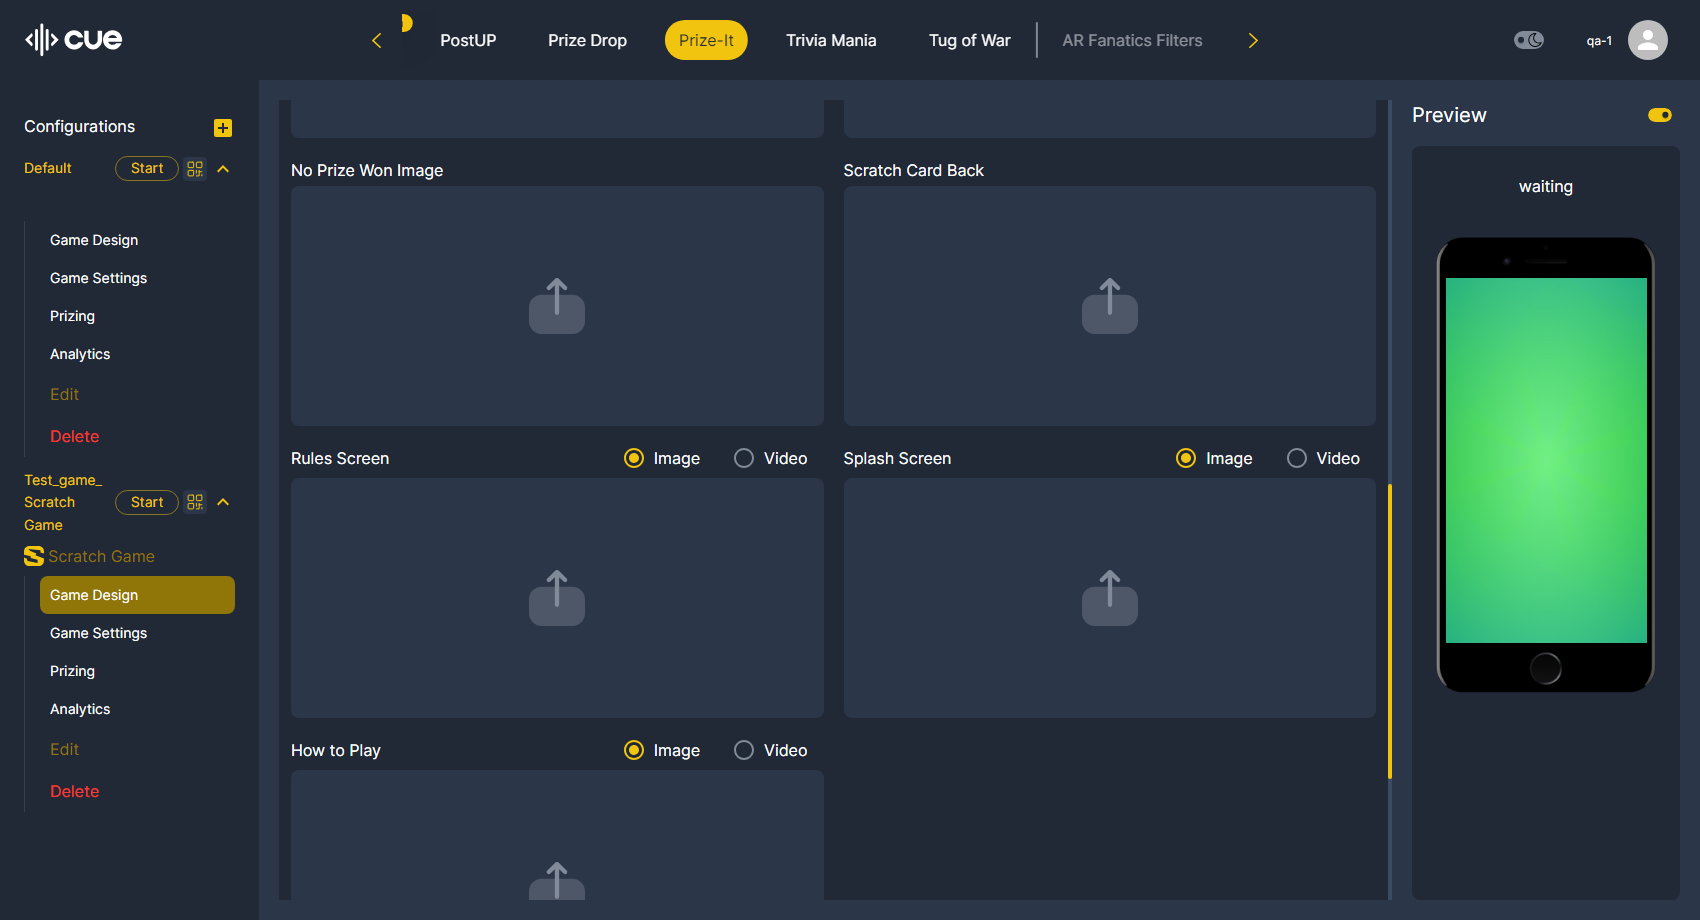 cue
PostUP
Prize Drop
Prize-It
Trivia Mania
Tug of War
AR Fanatics Filters
qa-1
Configurations
Default
Start
Game Design
Game Settings
Prizing
Analytics
Edit
Delete
Test_game_
Scratch
Game
Start
Scratch Game
Game Design
Game Settings
Prizing
Analytics
Edit
Delete
No Prize Won Image
Scratch Card Back
Rules Screen
Image
Video
Splash Screen
Image
Video
How to Play
Image
Video
Preview
waiting